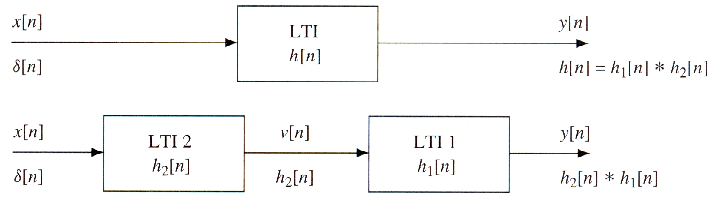 x[n]
LTI
h[n]
y[n]
δ[n]
h[n] = h₁[n] * h₂[n]
x[n]
LTI 2
h₂[n]
v[n]
LTI 1
h₁[n]
y[n]
δ[n]
h₂[n]
h₂[n] * h₁[n]